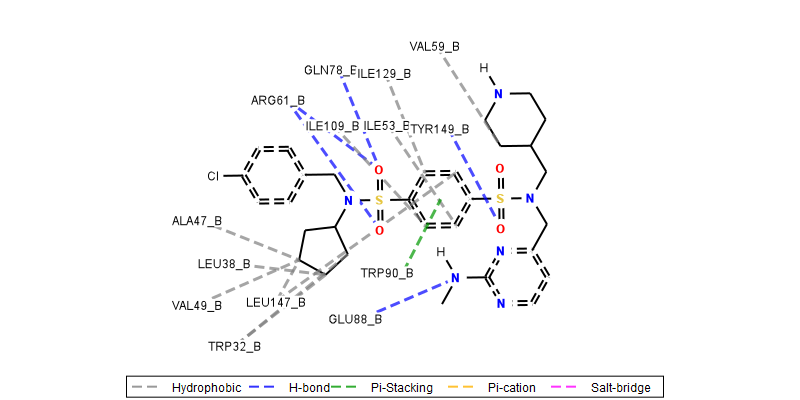 VAL59_B
H
GLN78_B
ILE129_B
N
ARG61_B
ILE109_B
ILE53_B
TYR149_B
O
O
Cl
N
S
S
N
ALA47_B
O
O
H
N
LEU38_B
TRP90_B
N
VAL49_B
LEU147_B
N
GLU88_B
TRP32_B
Hydrophobic
H-bond
Pi-Stacking
Pi-cation
Salt-bridge